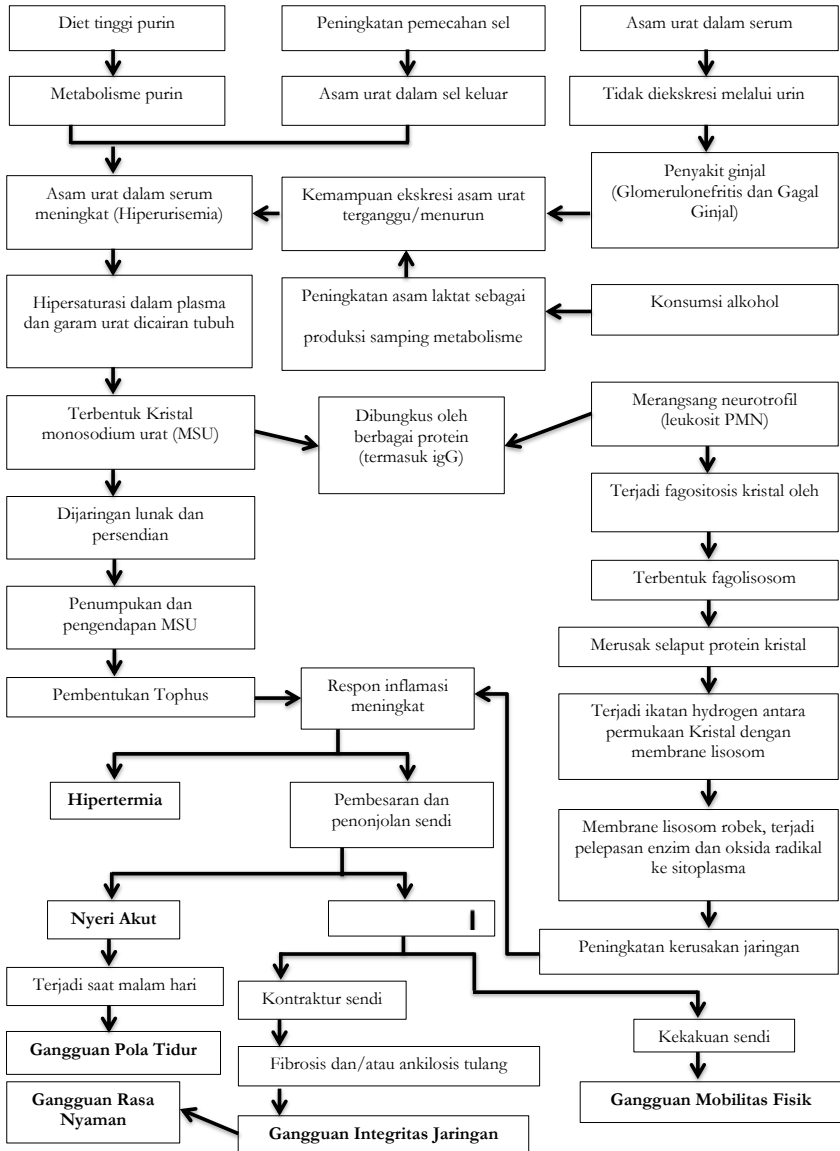 Diet tinggi purin
Peningkatan pemecahan sel
Asam urat dalam serum
Metabolisme purin
Asam urat dalam sel keluar
Tidak diekskresi melalui urin
Asam urat dalam serum
meningkat (Hiperurisemia)
Kemampuan ekskresi asam urat
terganggu/menurun
Penyakit ginjal
(Glomerulonefritis dan Gagal
Ginjal)
Hipersaturasi dalam plasma
dan garam urat dicairan tubuh
Peningkatan asam laktat sebagai
produksi samping metabolisme
Konsumsi alkohol
Terbentuk Kristal
monosodium urat (MSU)
Dibungkus oleh
berbagai protein
(termasuk igG)
Merangsang neurotrofil
(leukosit PMN)
Dijaringan lunak dan
persendian
Terjadi fagositosis kristal oleh
Terbentuk fagolisosom
Penumpukan dan
pengendapan MSU
Merusak selaput protein kristal
Pembentukan Tophus
Respon inflamasi
meningkat
Terjadi ikatan hydrogen antara
permukaan Kristal dengan
membrane lisosom
Hipertermia
Pembesaran dan
penonjolan sendi
Membrane lisosom robek, terjadi
pelepasan enzim dan oksida radikal
ke sitoplasma
Nyeri Akut
Peningkatan kerusakan jaringan
Terjadi saat malam hari
Kontraktur sendi
Kekakuan sendi
Gangguan Pola Tidur
Fibrosis dan/atau ankilosis tulang
Gangguan Mobilitas Fisik
Gangguan Rasa
Nyaman
Gangguan Integritas Jaringan